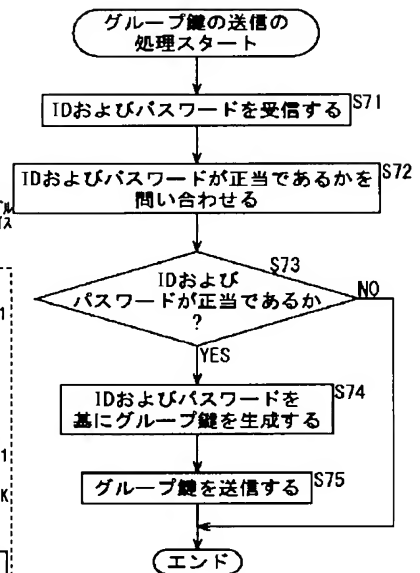 グループ鍵の送信の
処理スタート
IDおよびパスワードを受信する
S71
IDおよびパスワードが正当であるかを
問い合わせる
S72
ル
ス
S73
IDおよび
パスワードが正当であるか
?
NO
YES
1
IDおよびパスワードを
基にグループ鍵を生成する
S74
1
K
グループ鍵を送信する
S75
エンド